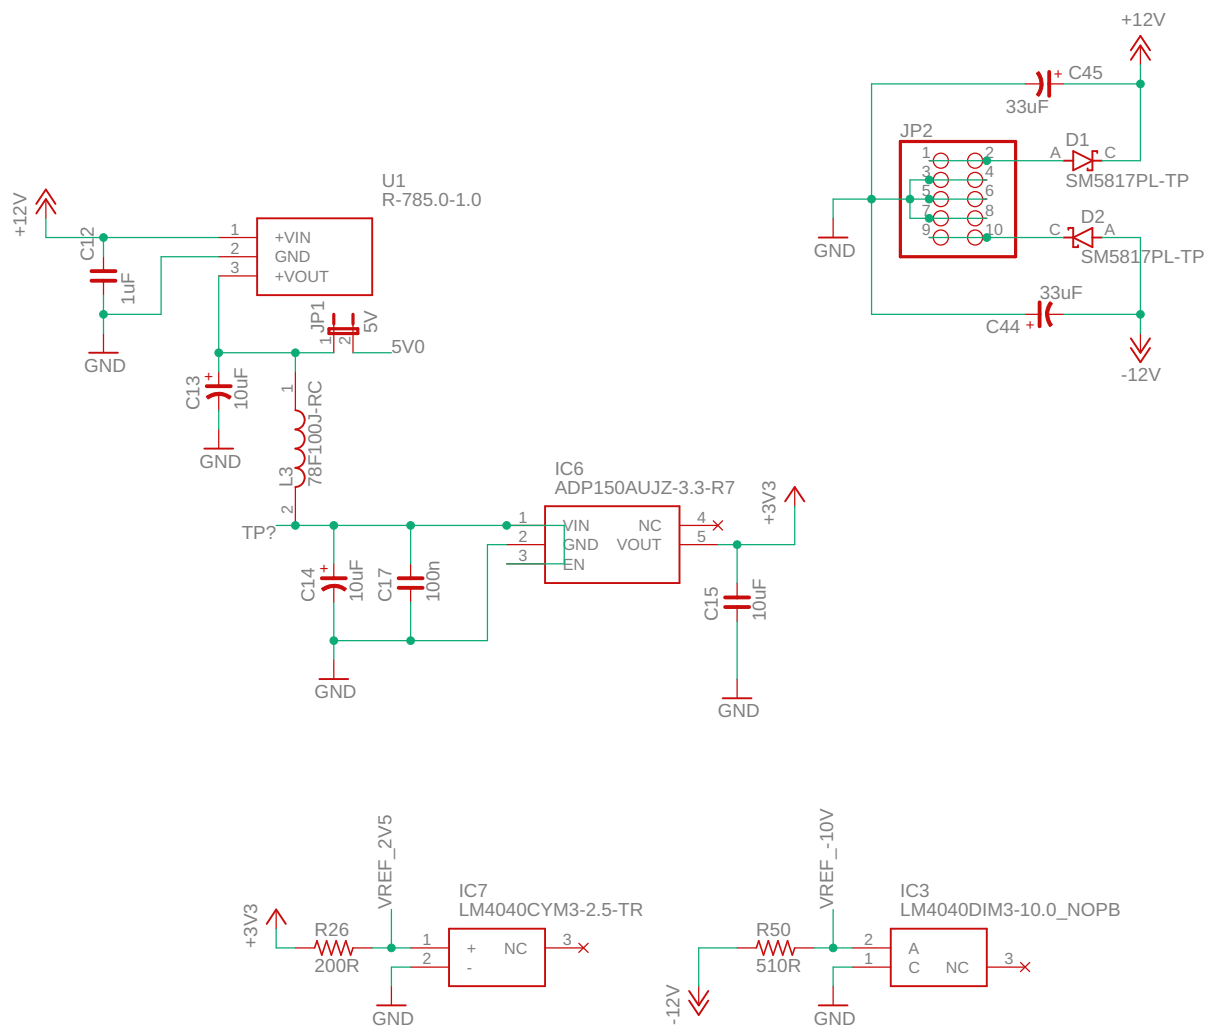 +12V
C45
+
33uF
JP2
1
2
3
4
5
6
7
8
9
10
D1
A
C
SM5817PL-TP
D2
C
A
SM5817PL-TP
GND
33uF
C44
+
-12V
U1
R-785.0-1.0
+12V
C12
1uF
GND
1
2
3
+VIN
GND
+VOUT
JP1
1
2
5V
5V0
C13
+
10uF
GND
1
L3
78F100J-RC
2
TP?
IC6
ADP150AUJZ-3.3-R7
1
2
3
VIN
GND
EN
NC
VOUT
4
5
+3V3
C14
+
10uF
C17
100n
C15
10uF
GND
GND
VREF_2V5
+3V3
R26
200R
IC7
LM4040CYM3-2.5-TR
1
2
+
-
NC
3
GND
VREF_-10V
-12V
R50
510R
IC3
LM4040DIM3-10.0_NOPB
2
1
A
C
NC
3
GND